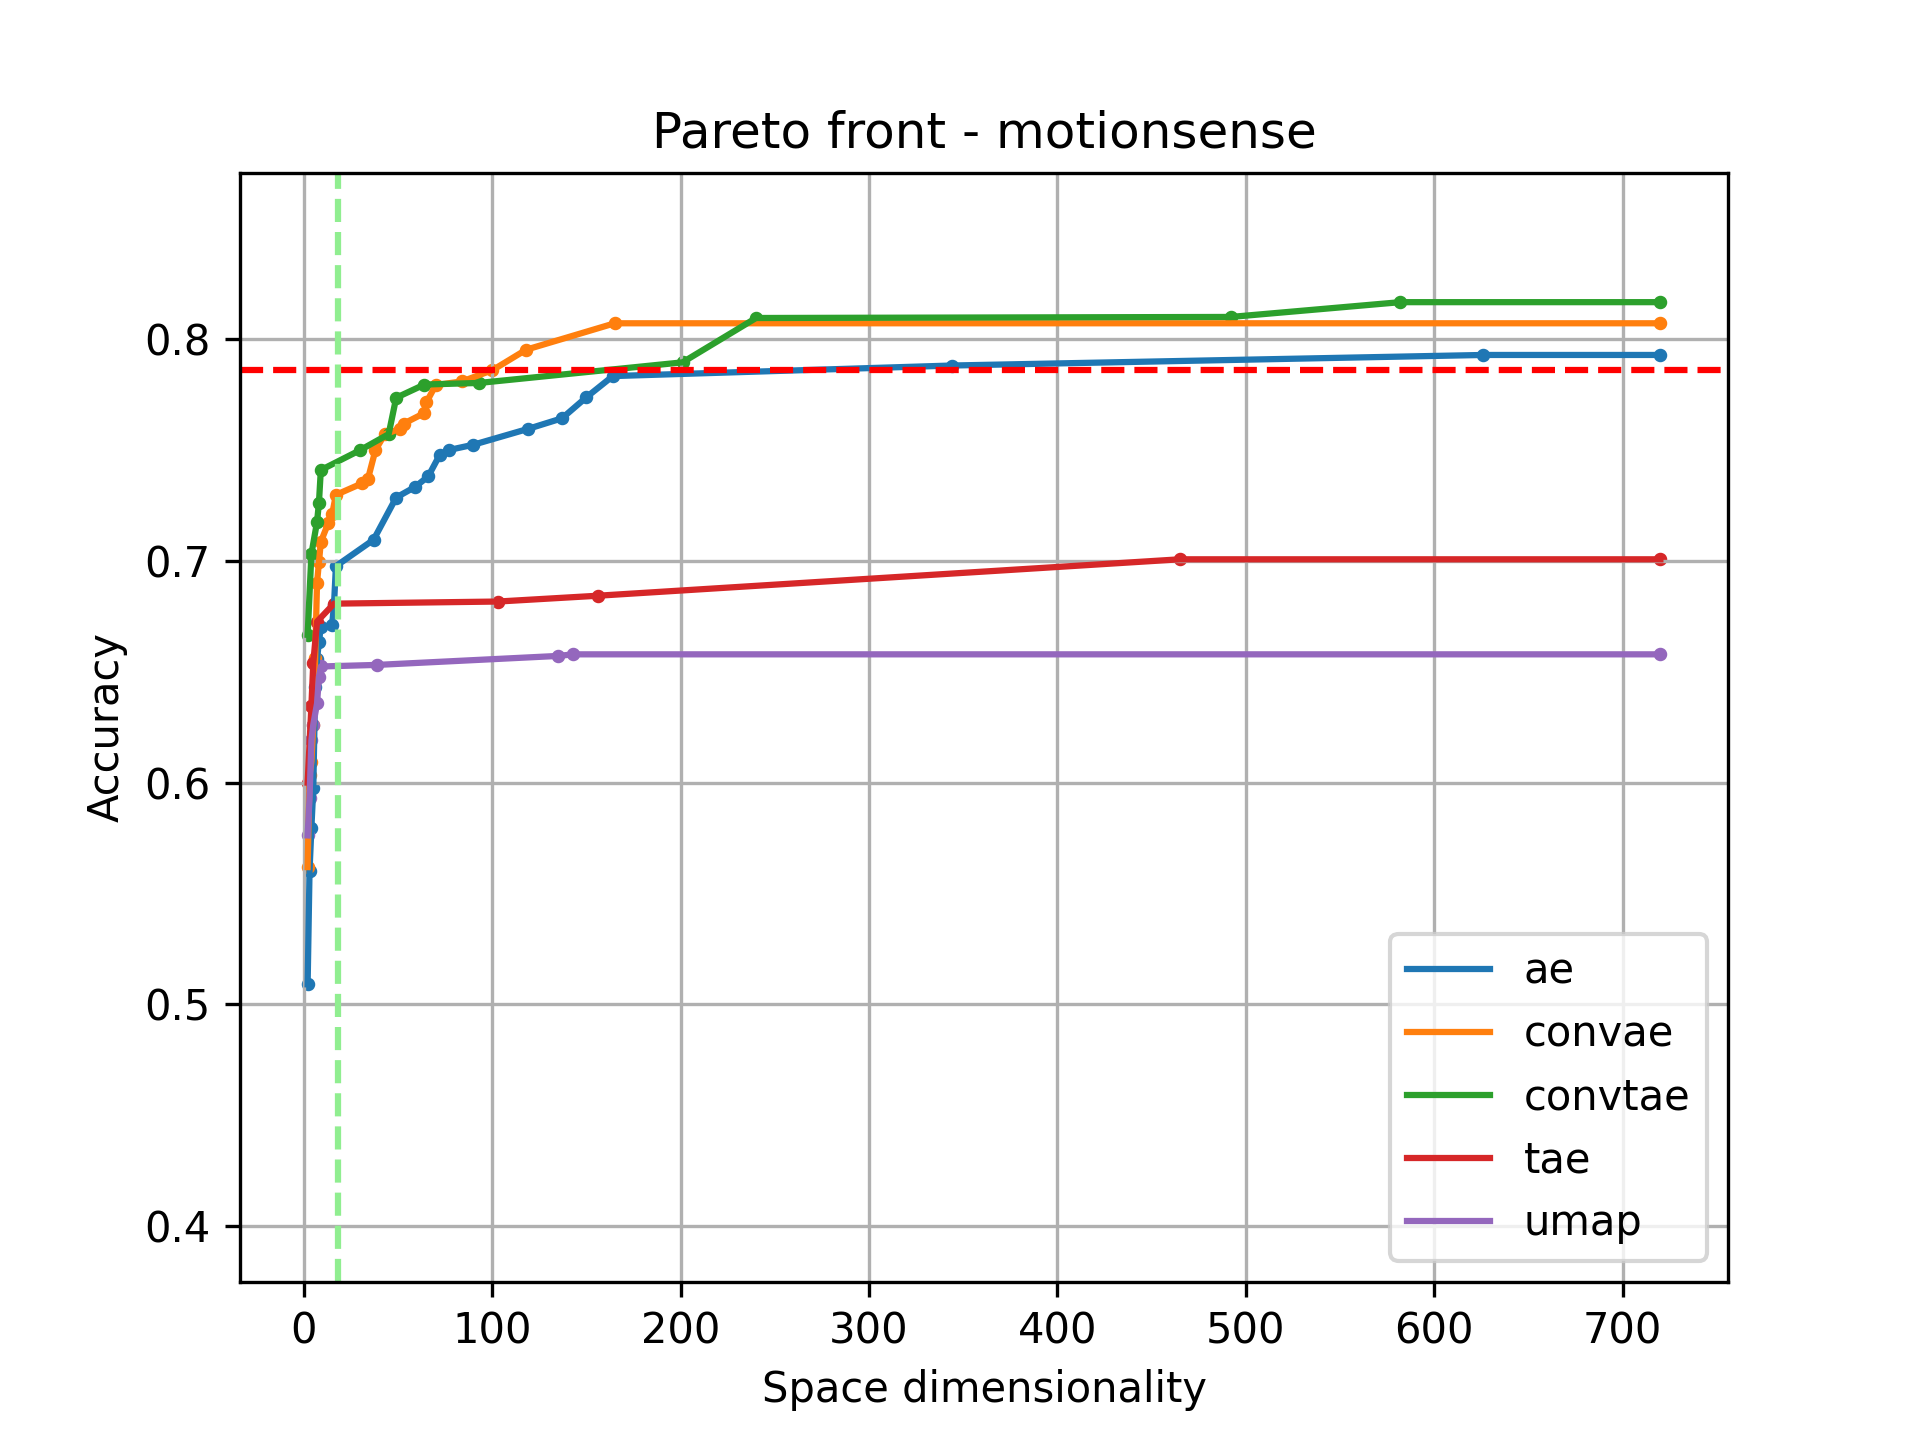 Pareto front - motionsense
Accuracy
0.8
0.7
0.6
0.5
0.4
0 100 200 300 400 500 600 700
Space dimensionality
ae
convae
convtae
tae
umap